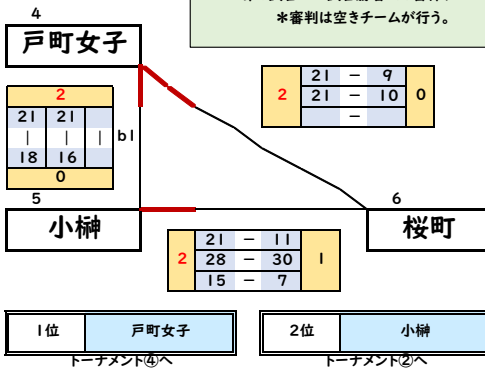 *審判は空きチームが行う。
4
戸町女子
2
21 21
| | |
18 16
0
b1
2
21 - 9
21 - 10
-
0
5
小榊
6
桜町
2
21 - 11
28 - 30
15 - 7
1
1位 戸町女子
トーナメント④へ
2位 小榊
トーナメント②へ